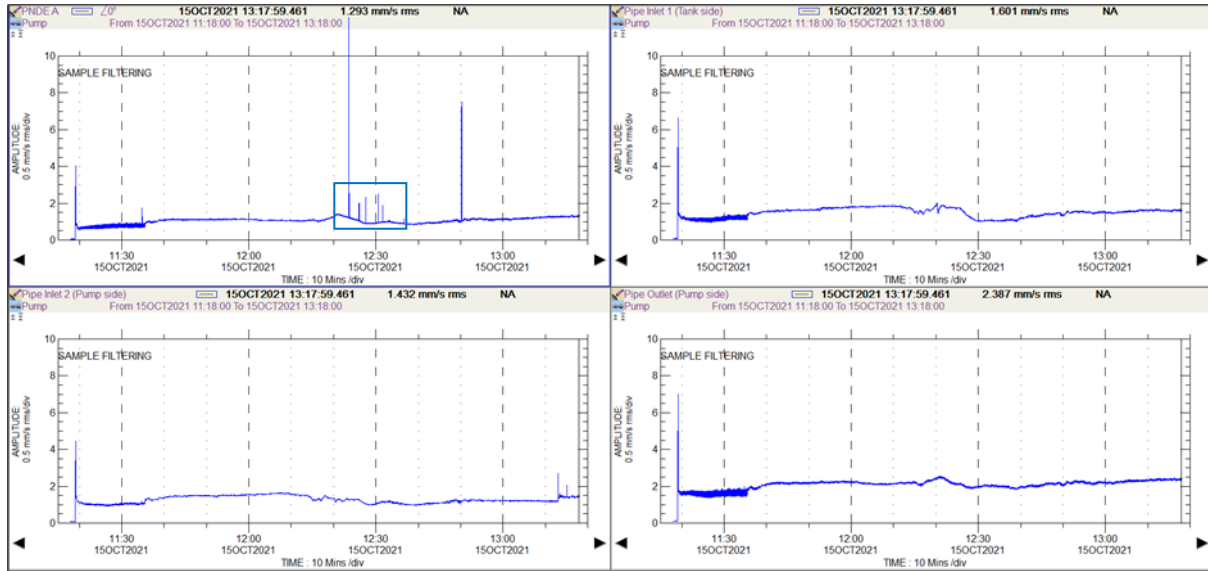 PNDE A ∠0° 15OCT2021 13:17:59.461 1.293 mm/s rms NA
Pump From 15OCT2021 11:18:00 To 15OCT2021 13:18:00
SAMPLE FILTERING
AMPLITUDE:
0.5 mm/s rms/div
10
8
6
4
2
0
11:30 12:00 12:30 13:00
15OCT2021 15OCT2021 15OCT2021 15OCT2021
TIME : 10 Mins /div
Pipe Inlet 1 (Tank side) 15OCT2021 13:17:59.461 1.601 mm/s rms NA
Pump From 15OCT2021 11:18:00 To 15OCT2021 13:18:00
SAMPLE FILTERING
AMPLITUDE:
0.5 mm/s rms/div
10
8
6
4
2
0
11:30 12:00 12:30 13:00
15OCT2021 15OCT2021 15OCT2021 15OCT2021
TIME : 10 Mins /div
Pipe Inlet 2 (Pump side) 15OCT2021 13:17:59.461 1.432 mm/s rms NA
Pump From 15OCT2021 11:18:00 To 15OCT2021 13:18:00
SAMPLE FILTERING
AMPLITUDE:
0.5 mm/s rms/div
10
8
6
4
2
0
11:30 12:00 12:30 13:00
15OCT2021 15OCT2021 15OCT2021 15OCT2021
TIME : 10 Mins /div
Pipe Outlet (Pump side) 15OCT2021 13:17:59.461 2.387 mm/s rms NA
Pump From 15OCT2021 11:18:00 To 15OCT2021 13:18:00
SAMPLE FILTERING
AMPLITUDE:
0.5 mm/s rms/div
10
8
6
4
2
0
11:30 12:00 12:30 13:00
15OCT2021 15OCT2021 15OCT2021 15OCT2021
TIME : 10 Mins /div